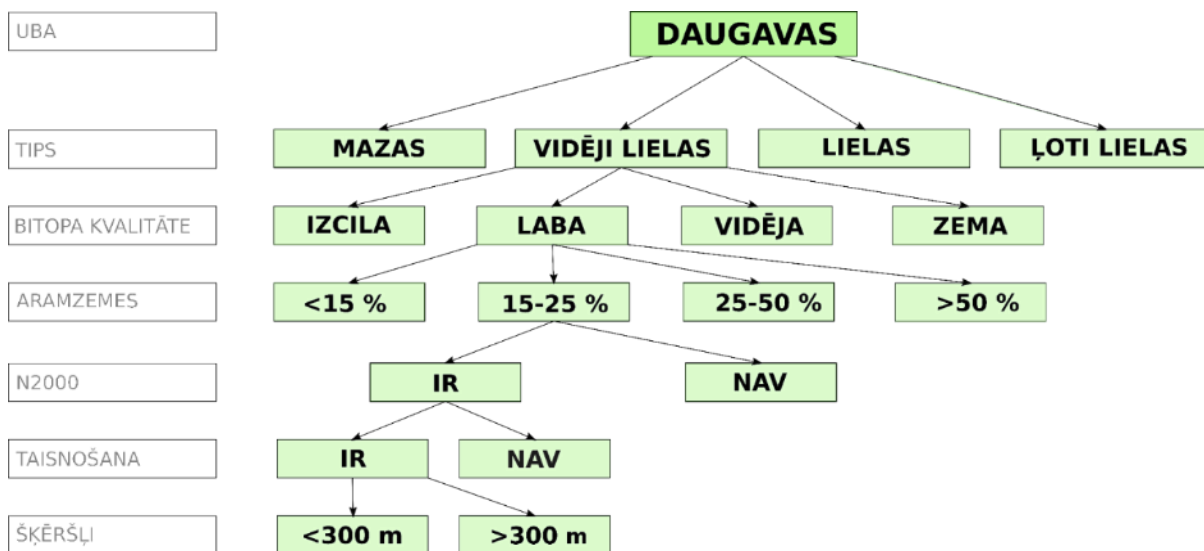 UBA
DAUGAVAS
TIPS
MAZAS
VIDĒJI LIELAS
LIELAS
ĻOTI LIELAS
BITOPA KVALITĀTE
IZCILA
LABA
VIDĒJA
ZEMA
ARAMZEMES
<15 %
15-25 %
25-50 %
>50 %
N2000
IR
NAV
TAISNOŠANA
IR
NAV
ŠĶĒRŠĻI
<300 m
>300 m